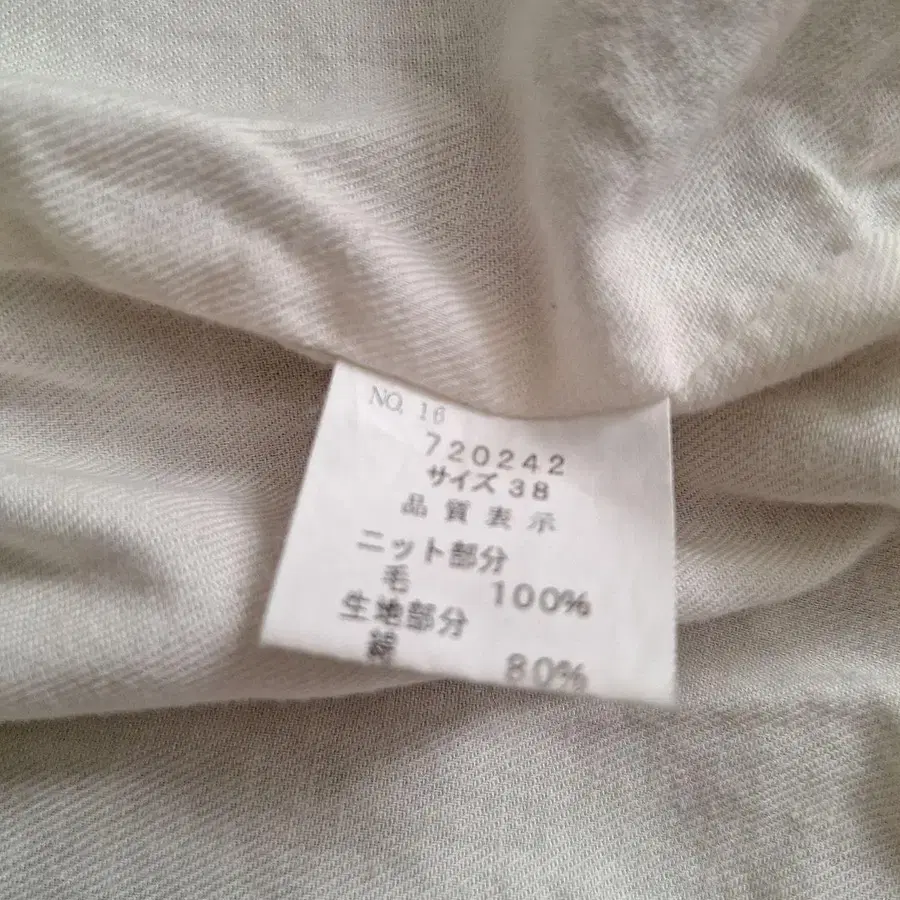 NO. 16
720242
サイズ 38
品質表示
ニット部分
毛 100%
生地部分
綿 80%